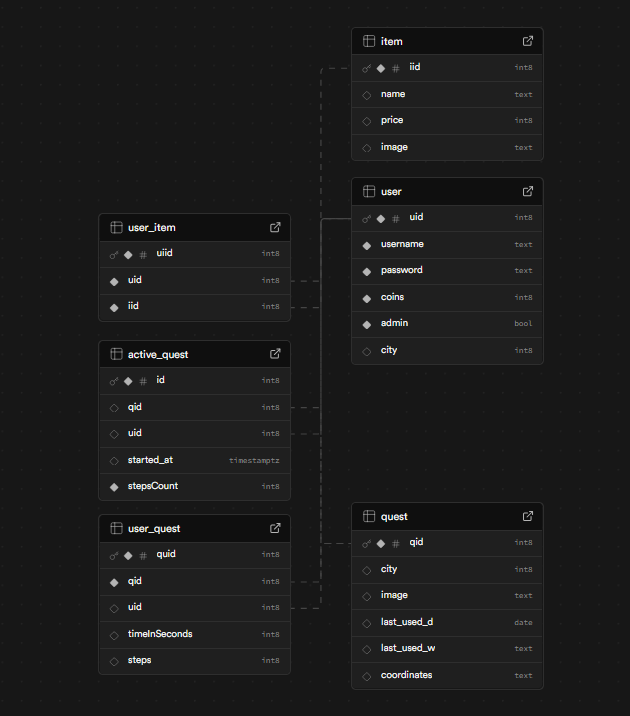 item
iid int8
name text
price int8
image text
user
uid int8
username text
password text
coins int8
admin bool
city int8
user_item
uiid int8
uid int8
iid int8
active_quest
id int8
qid int8
uid int8
started_at timestamptz
stepsCount int8
user_quest
quid int8
qid int8
uid int8
timeInSeconds int8
steps int8
quest
qid int8
city int8
image text
last_used_d date
last_used_w text
coordinates text